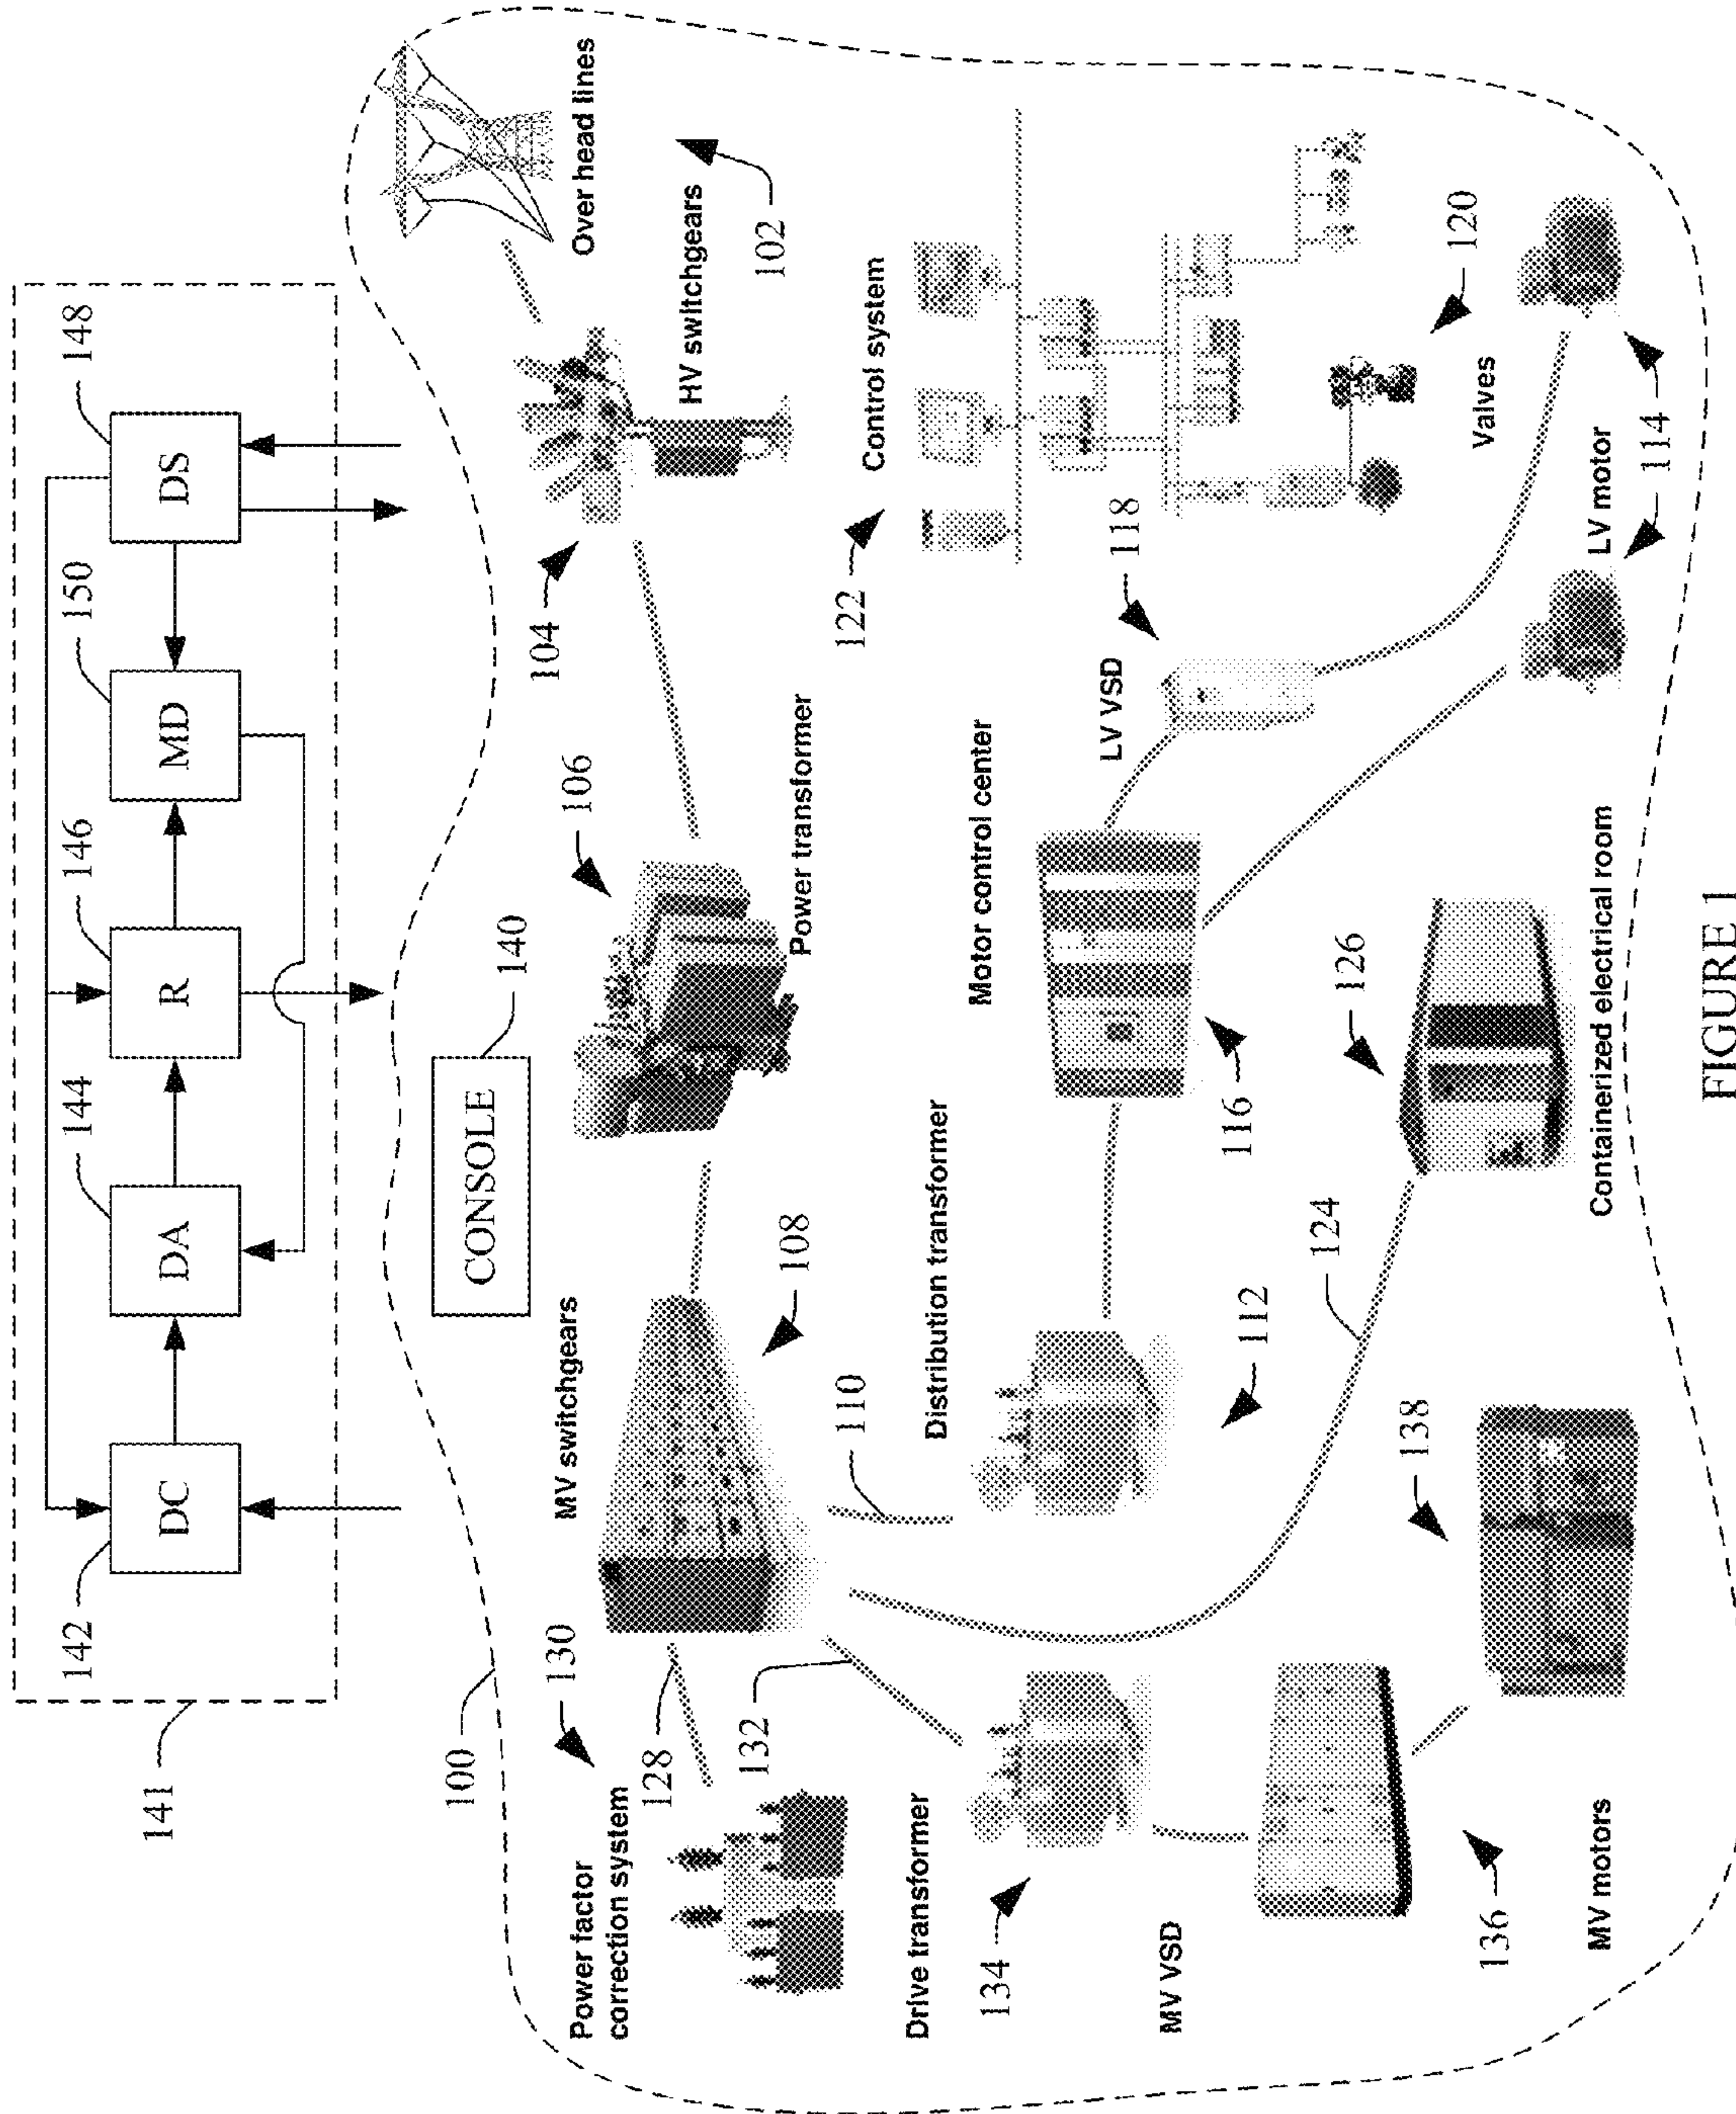 141
142
DC
144
DA
146
R
150
MD
148
DS
100
CONSOLE
140
130
Power factor
correction system
128
132
MV switchgears
108
110
106
Power transformer
104
HV switchgears
Over head lines
102
Drive transformer
134
Distribution transformer
112
Motor control center
116
122
Control system
LV VSD
118
MV VSD
136
MV motors
138
124
126
Containerized electrical room
Valves
120
LV motor
114
FIGURE 1